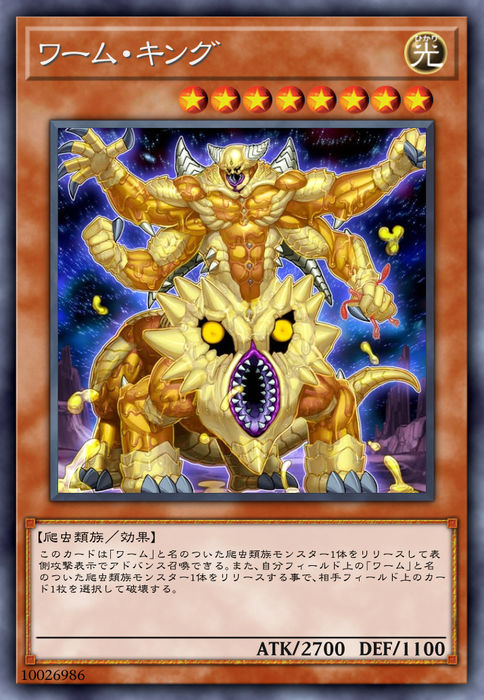 ワーム・キング
ひかり
光
【爬虫類族／効果】
このカードは「ワーム」と名のついた爬虫類族モンスター1体をリリースして表
側攻撃表示でアドバンス召喚できる。また、自分フィールド上の「ワーム」と名
のついた爬虫類族モンスター1体をリリースする事で、相手フィールド上のカー
ド1枚を選択して破壊する。
ATK/2700 DEF/1100
10026986